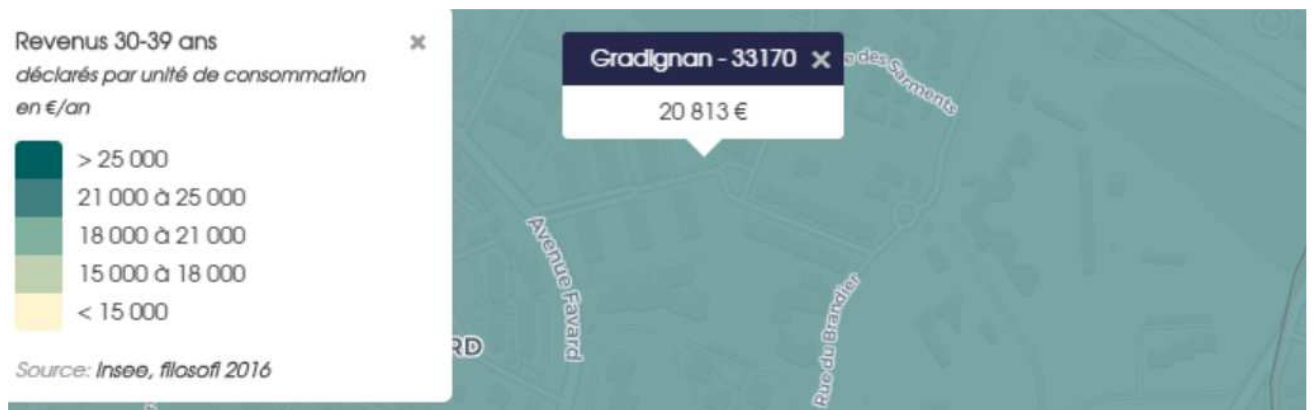 Revenus 30-39 ans
déclarés par unité de consommation
en €/an
> 25 000
21 000 à 25 000
18 000 à 21 000
15 000 à 18 000
< 15 000
Source: Insee, filosofi 2016
Gradignan - 33170
20 813 €
des Sarments
Avenue Favard
Rue du Brandier
RD